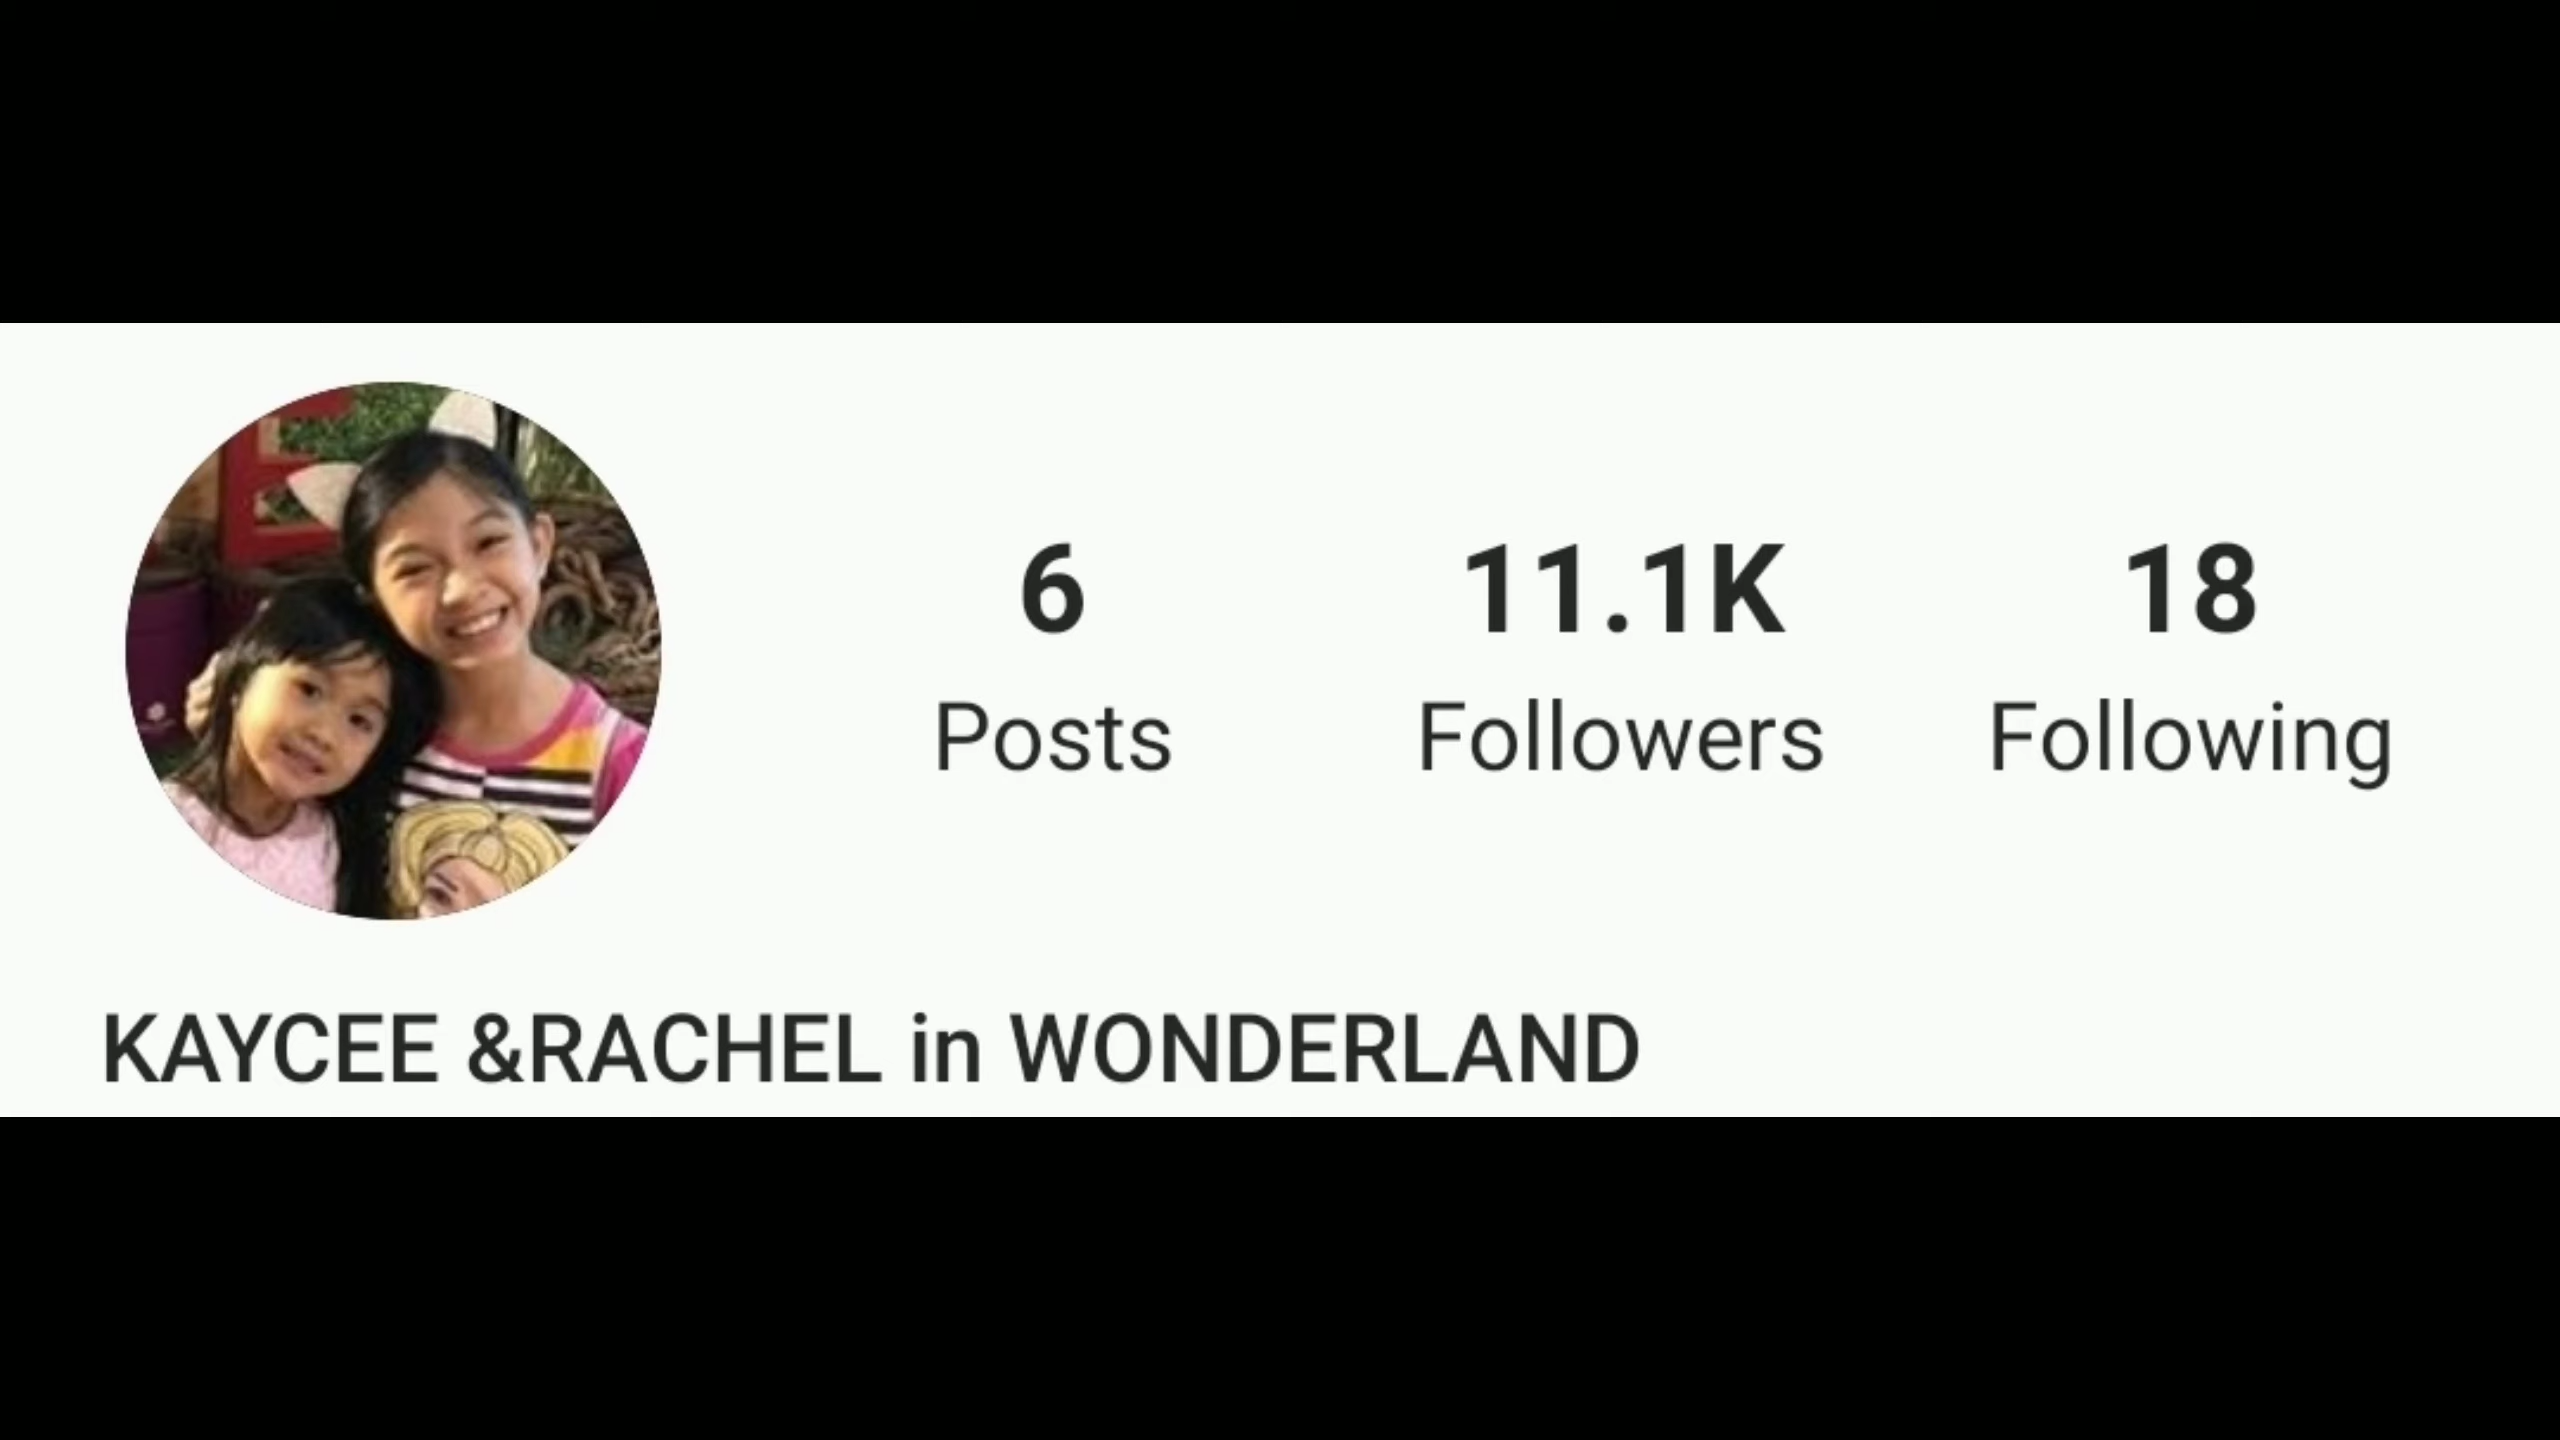 6
Posts
11.1K
Followers
18
Following
KAYCEE &RACHEL in WONDERLAND